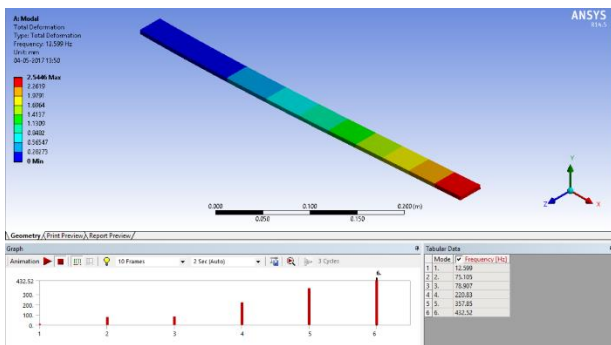 A: Modal
Total Deformation
Type: Total Deformation
Frequency: 12.599 Hz
Unit: mm
04-05-2017 13:50
ANSYS
R14.5
2.5446 Max
2.2619
1.9791
1.6964
1.4137
1.1309
0.8482
0.56547
0.28273
0 Min
0.000
0.100
0.200 (m)
0.050
0.150
Y
Z
X
Geometry / Print Preview / Report Preview /
Graph
Animation
10 Frames
2 Sec (Auto)
3 Cycles
432.52
300.
200.
100.
0.
6.
1
2
3
4
5
6
Tabular Data
Mode Frequency [Hz]
1 1. 12.599
2 2. 75.105
3 3. 78.907
4 4. 220.83
5 5. 357.85
6 6. 432.52